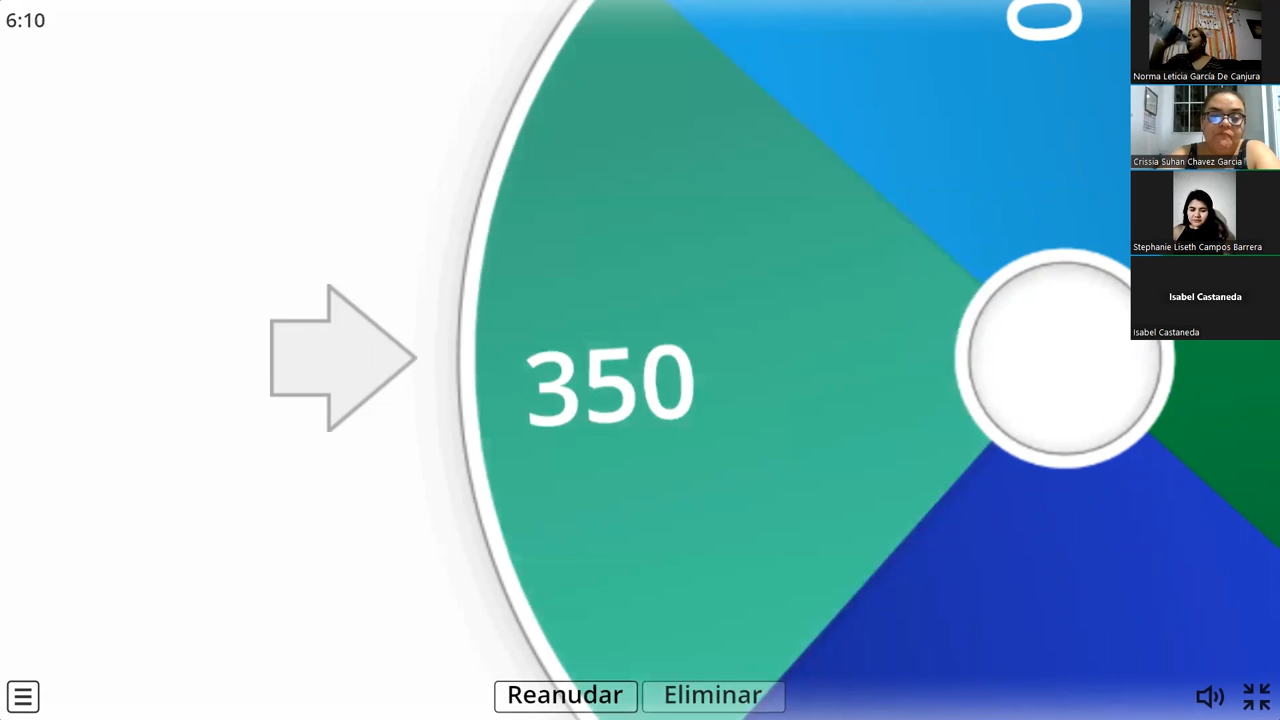 6:10
0
350
Norma Leticia García De Canjura
Crissia Suhan Chavez Garcia
Stephanie Liseth Campos Barrera
Isabel Castaneda
Isabel Castaneda
Reanudar
Eliminar